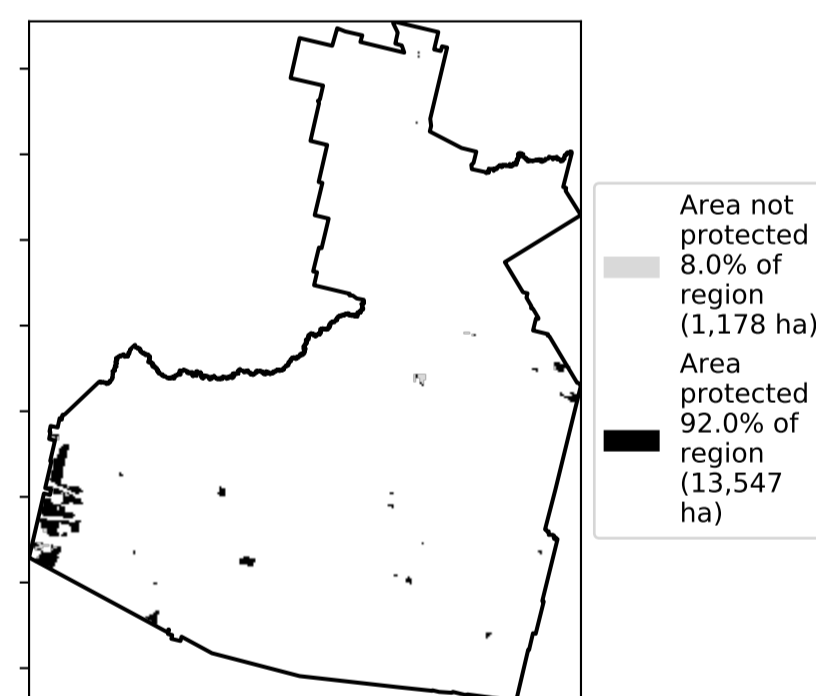 Area not
protected
8.0% of
region
(1,178 ha)
Area
protected
92.0% of
region
(13,547
ha)